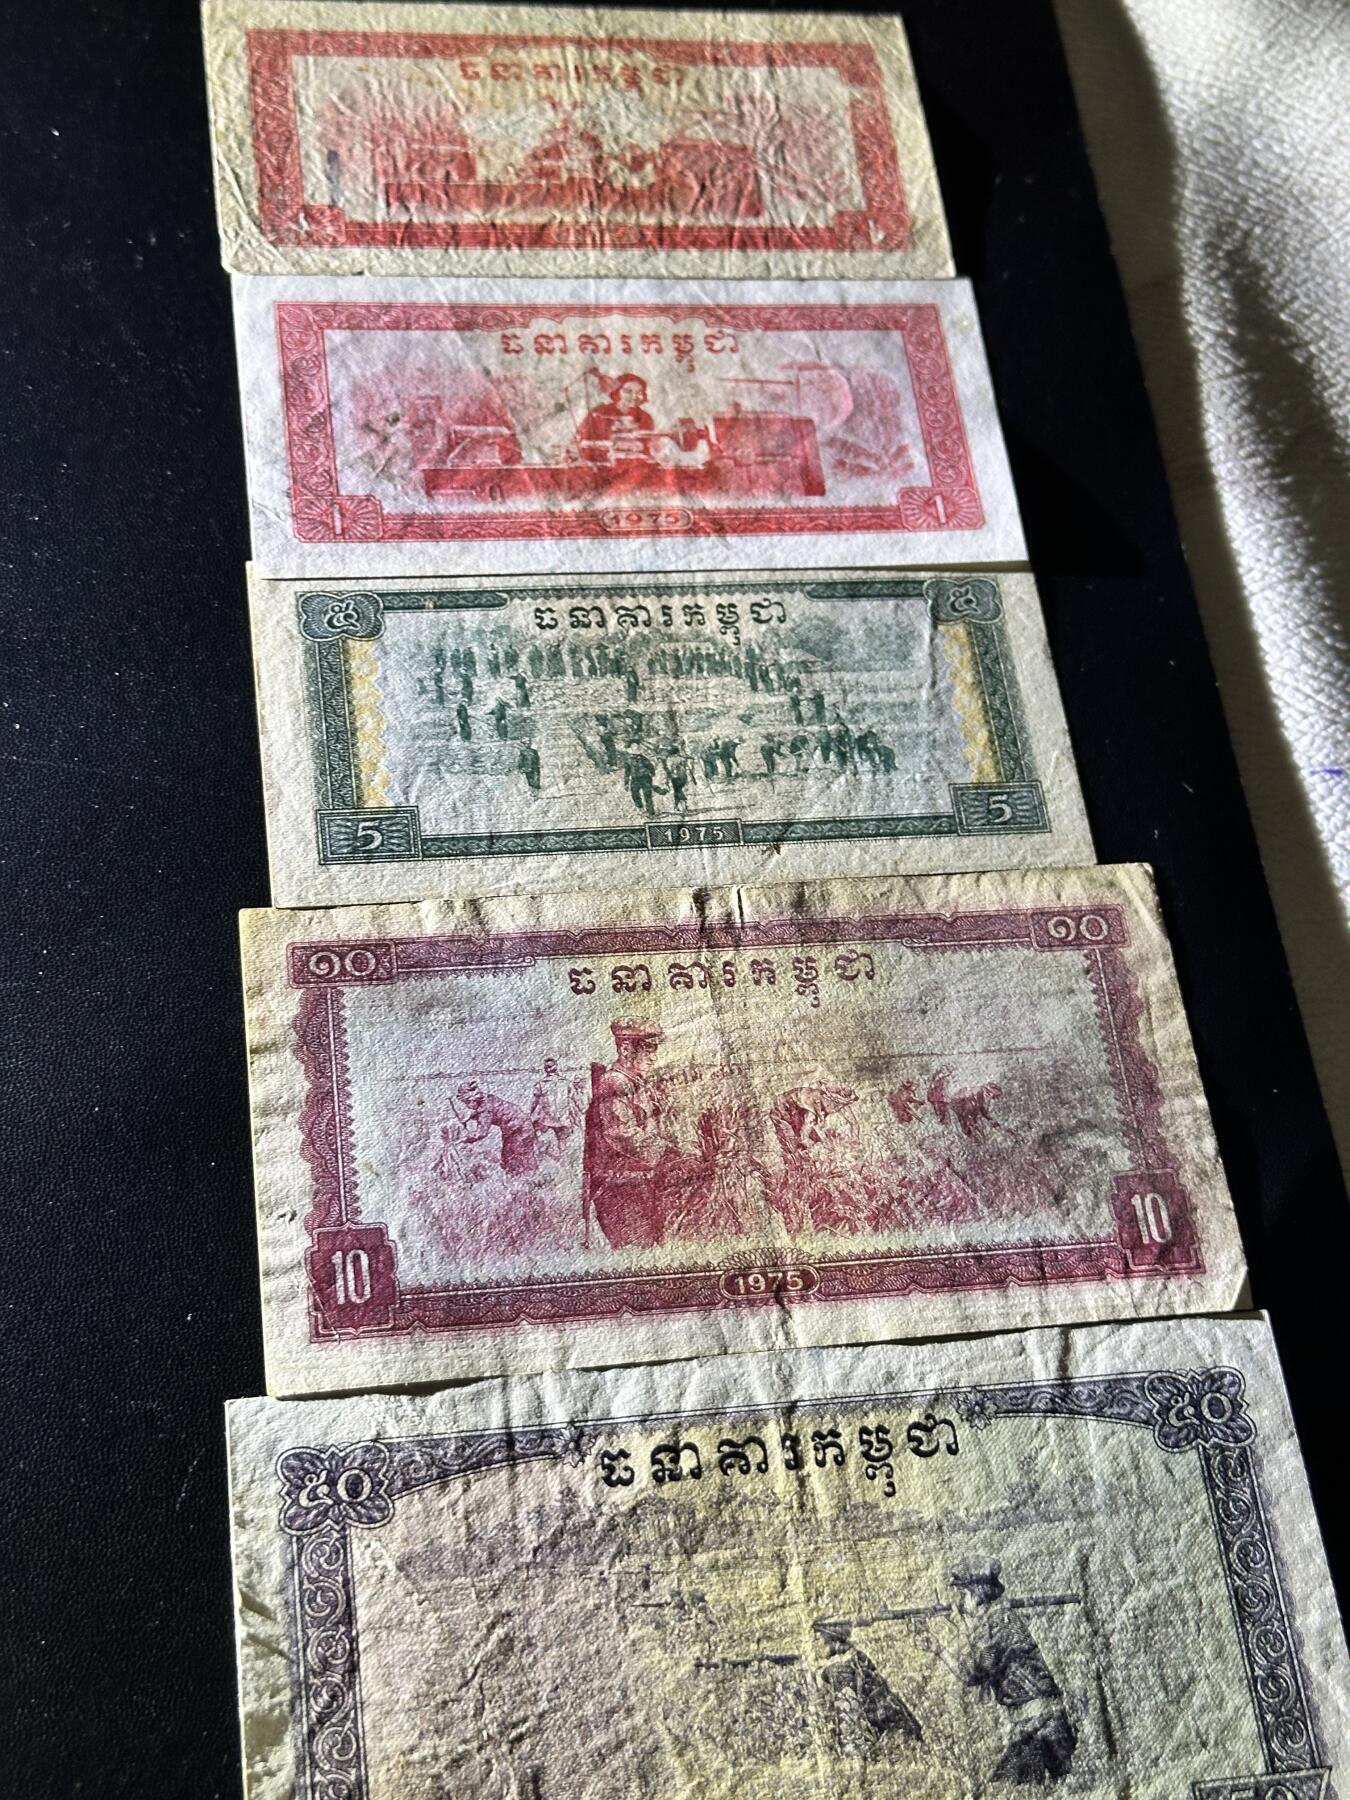 ធនាគារកម្ពុជា
ធនាគារកម្ពុជា
1 1975 1
៥ ធនាគារកម្ពុជា ៥
5 1975 5
១០ ធនាគារកម្ពុជា ១០
10 1975 10
៥០ ធនាគារកម្ពុជា ៥០